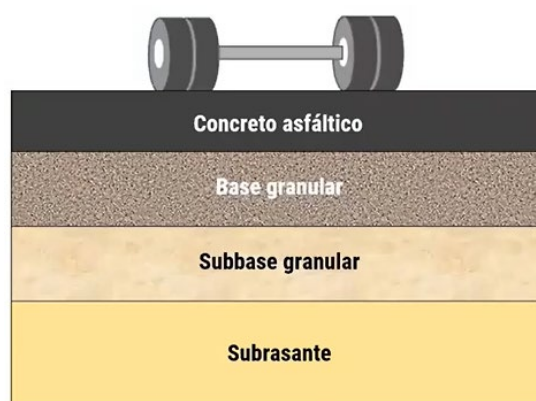 Concreto asfáltico
Base granular
Subbase granular
Subrasante